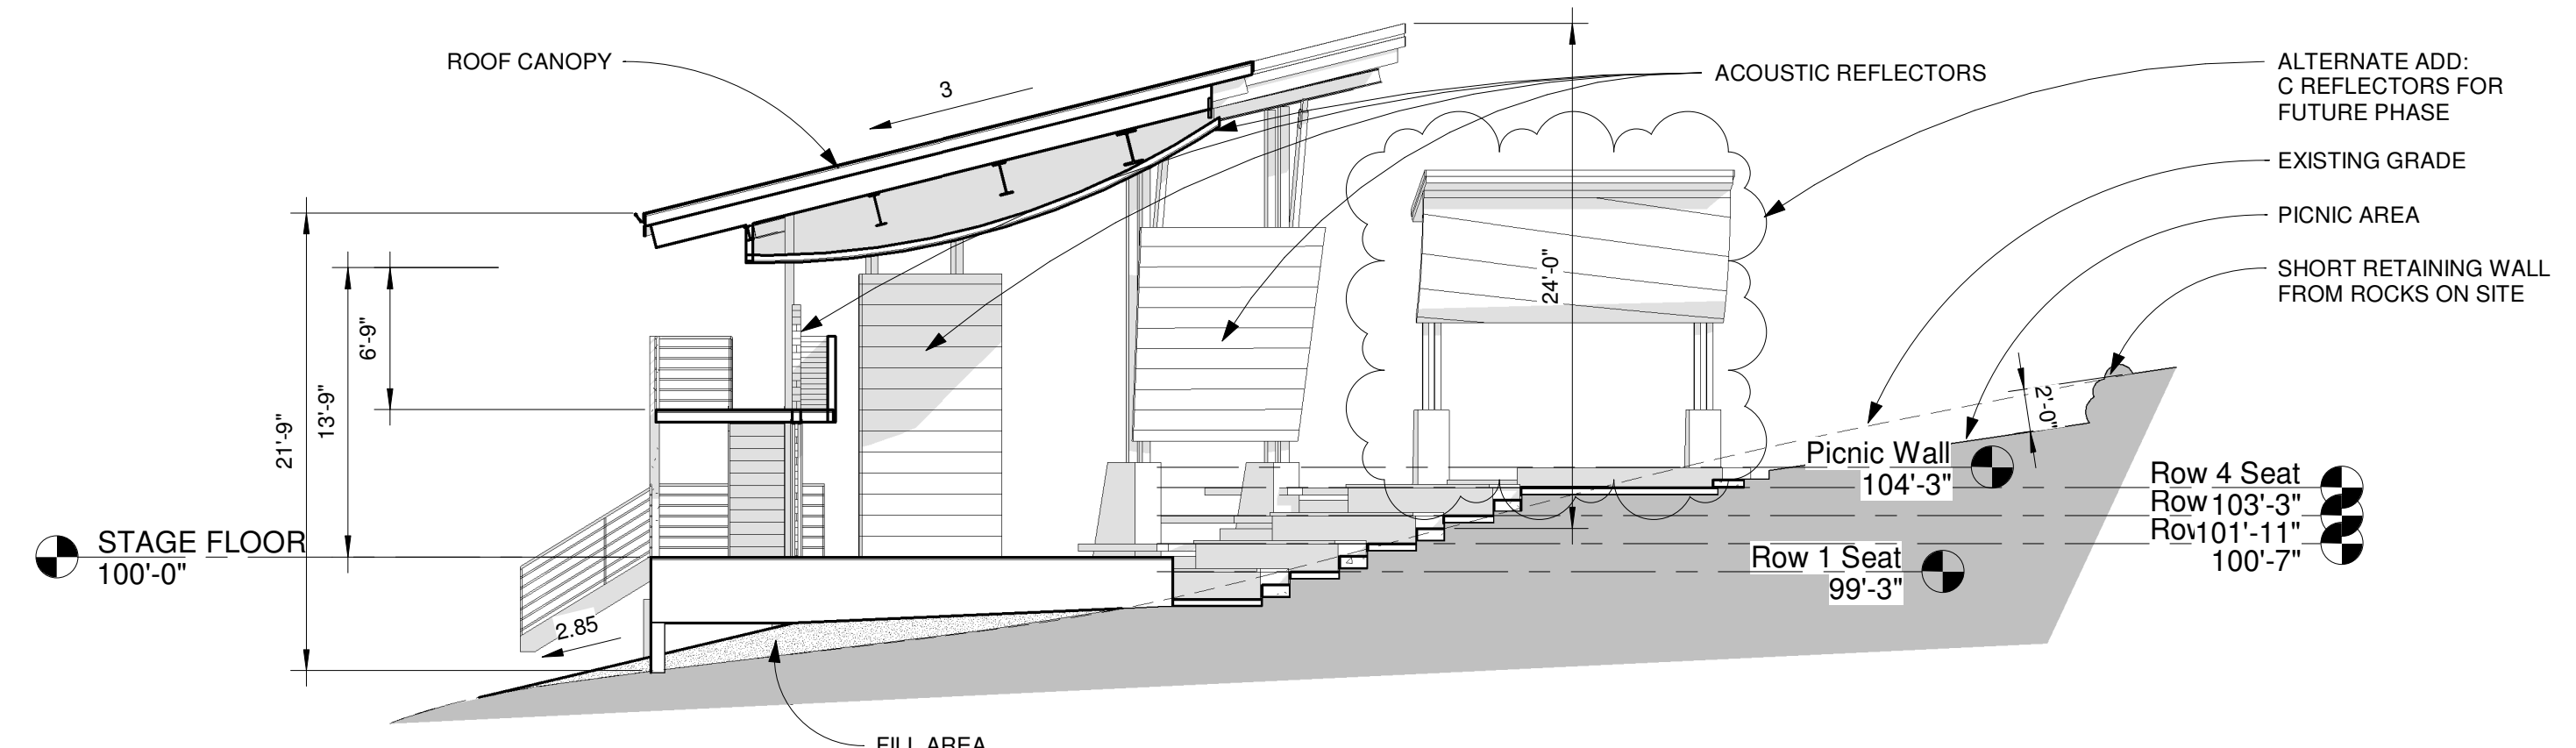 ROOF CANOPY
3
ACOUSTIC REFLECTORS
ALTERNATE ADD:
C REFLECTORS FOR
FUTURE PHASE
EXISTING GRADE
PICNIC AREA
SHORT RETAINING WALL
FROM ROCKS ON SITE
24'-0"
6'-9"
13'-9"
21'-9"
2'-0"
Picnic Wall
104'-3"
Row 4 Seat
Row 103'-3"
Row 101'-11"
100'-7"
Row 1 Seat
99'-3"
STAGE FLOOR
100'-0"
2.85
FILL AREA